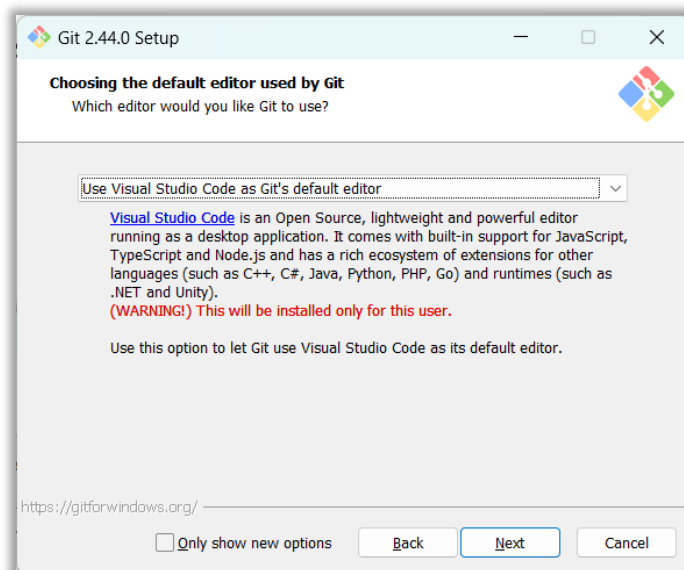 Git 2.44.0 Setup
Choosing the default editor used by Git
Which editor would you like Git to use?
Use Visual Studio Code as Git's default editor
Visual Studio Code is an Open Source, lightweight and powerful editor
running as a desktop application. It comes with built-in support for JavaScript,
TypeScript and Node.js and has a rich ecosystem of extensions for other
languages (such as C++, C#, Java, Python, PHP, Go) and runtimes (such as
.NET and Unity).
(WARNING!) This will be installed only for this user.
Use this option to let Git use Visual Studio Code as its default editor.
https://gitforwindows.org/
Only show new options
Back
Next
Cancel